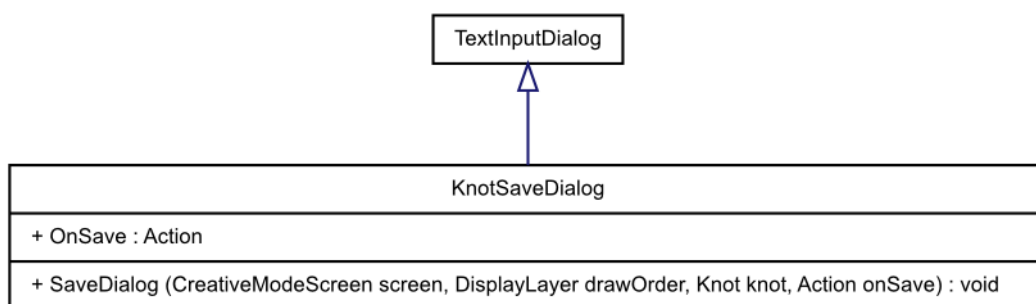 TextInputDialog
KnotSaveDialog
+ OnSave : Action
+ SaveDialog (CreativeModeScreen screen, DisplayLayer drawOrder, Knot knot, Action onSave) : void